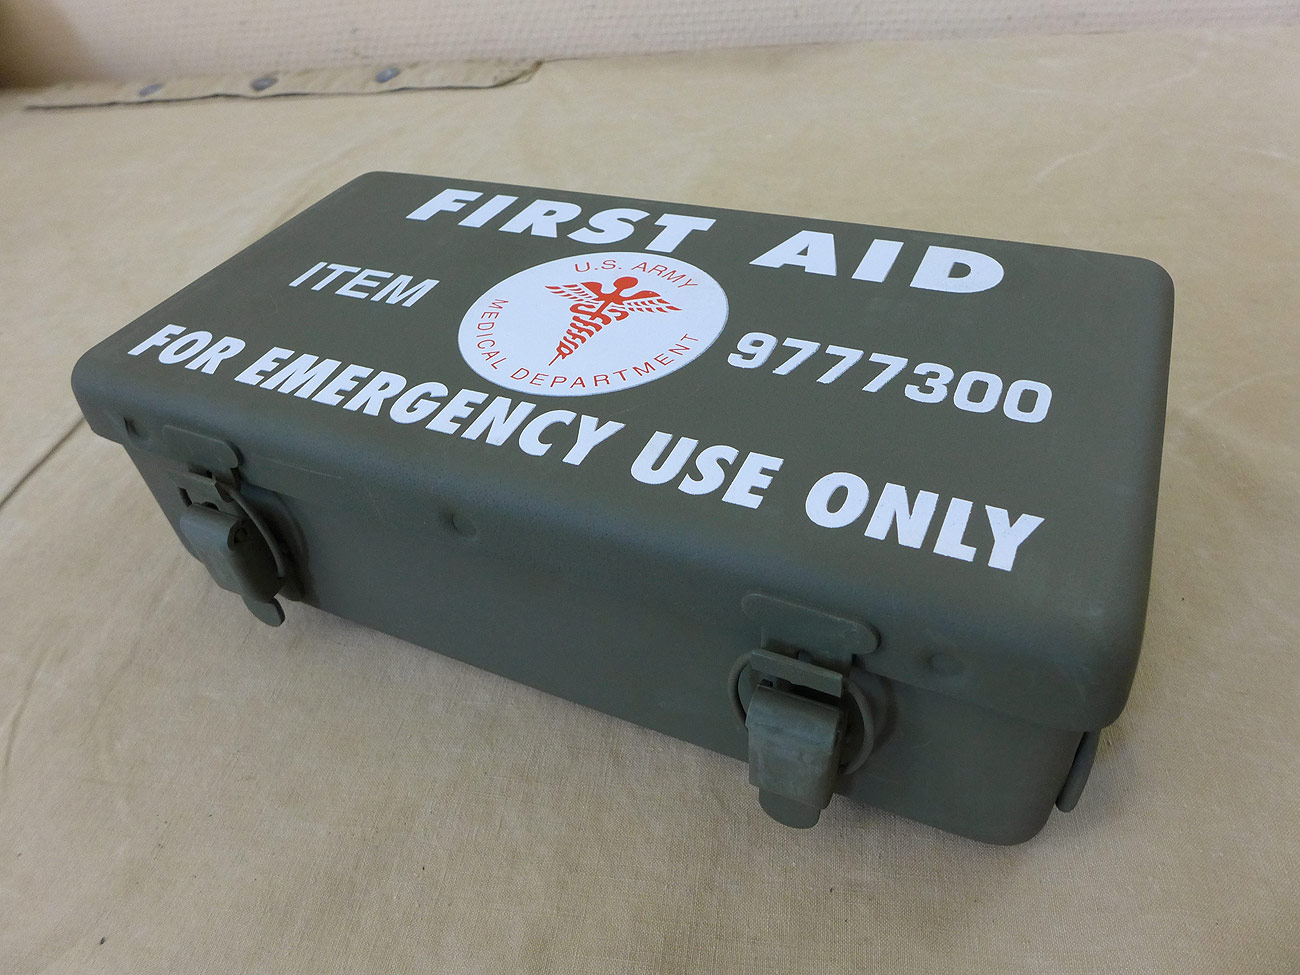 FIRST AID
ITEM
U.S. ARMY
MEDICAL DEPARTMENT
9777300
FOR EMERGENCY USE ONLY